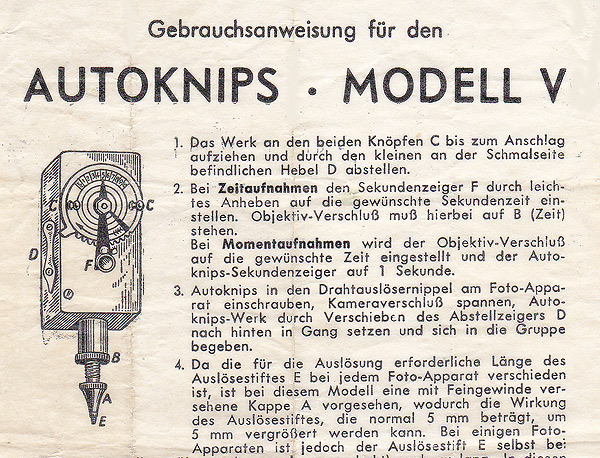 Gebrauchsanweisung für den
AUTOKNIPS · MODELL V
1. Das Werk an den beiden Knöpfen C bis zum Anschlag
aufziehen und durch den kleinen an der Schmalseite
befindlichen Hebel D abstellen.
2. Bei Zeitaufnahmen den Sekundenzeiger F durch leich-
tes Anheben auf die gewünschte Sekundenzeit ein-
stellen. Objektiv-Verschluß muß hierbei auf B (Zeit)
stehen.
Bei Momentaufnahmen wird der Objektiv-Verschluß
auf die gewünschte Zeit eingestellt und der Auto-
knips-Sekundenzeiger auf 1 Sekunde.
3. Autoknips in den Drahtauslösernippel am Foto-Appa-
rat einschrauben, Kameraverschluß spannen, Auto-
knips-Werk durch Verschieben des Abstellzeigers D
nach hinten in Gang setzen und sich in die Gruppe
begeben.
4. Da die für die Auslösung erforderliche Länge des
Auslösestiftes E bei jedem Foto-Apparat verschieden
ist, ist bei diesem Modell eine mit Feingewinde ver-
sehene Kappe A vorgesehen, wodurch die Wirkung
des Auslösestiftes, die normal 5 mm beträgt, um
5 mm vergrößert werden kann. Bei einigen Foto-
Apparaten ist jedoch der Auslösestift E selbst bei
C
C
D
F
B
A
E